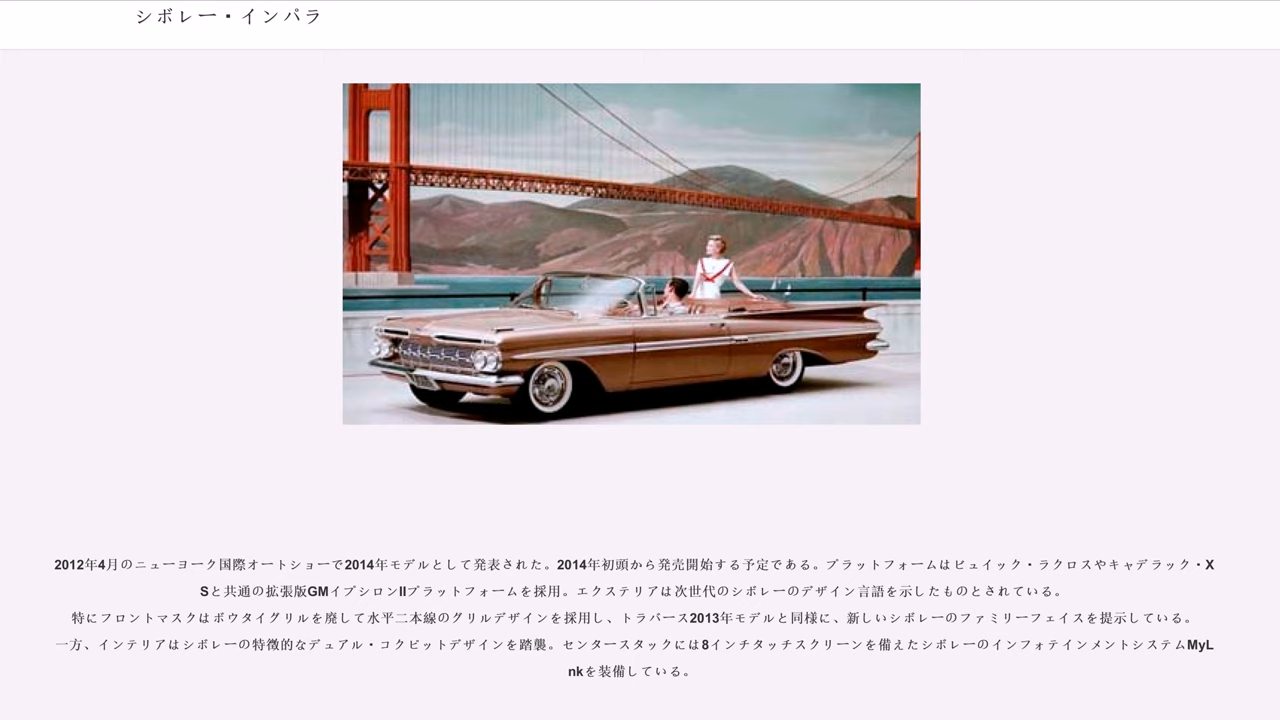 シボレー・インパラ
2012年4月のニューヨーク国際オートショーで2014年モデルとして発表された。2014年初頭から発売開始する予定である。プラットフォームはビュイック・ラクロスやキャデラック・X
Sと共通の拡張版GMイプシロンIIプラットフォームを採用。エクステリアは次世代のシボレーのデザイン言語を示したものとされている。
特にフロントマスクはボウタイグリルを廃して水平二本線のグリルデザインを採用し、トラバース2013年モデルと同様に、新しいシボレーのファミリーフェイスを提示している。
一方、インテリアはシボレーの特徴的なデュアル・コクピットデザインを踏襲。センタースタックには8インチタッチスクリーンを備えたシボレーのインフォテインメントシステムMyL
nkを装備している。